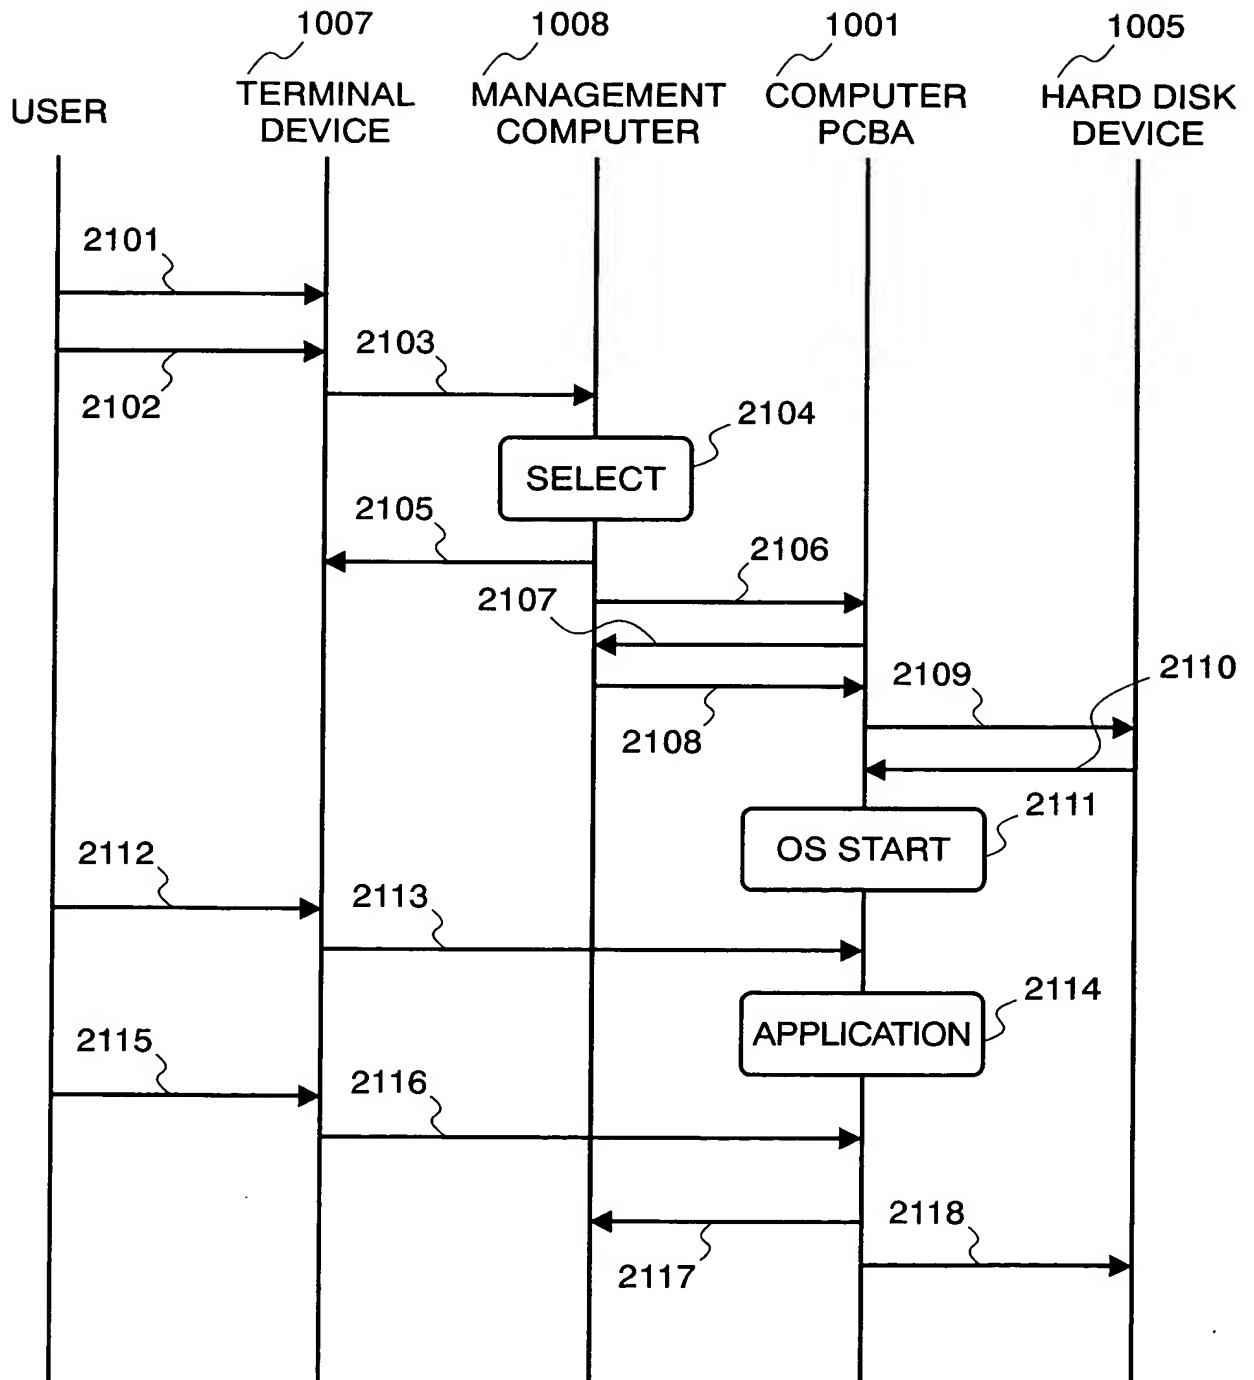 1007
1008
1001
1005
USER
TERMINAL
DEVICE
MANAGEMENT
COMPUTER
COMPUTER
PCBA
HARD DISK
DEVICE
2101
2102
2103
2104
SELECT
2105
2106
2107
2108
2109
2110
2111
OS START
2112
2113
2114
APPLICATION
2115
2116
2117
2118